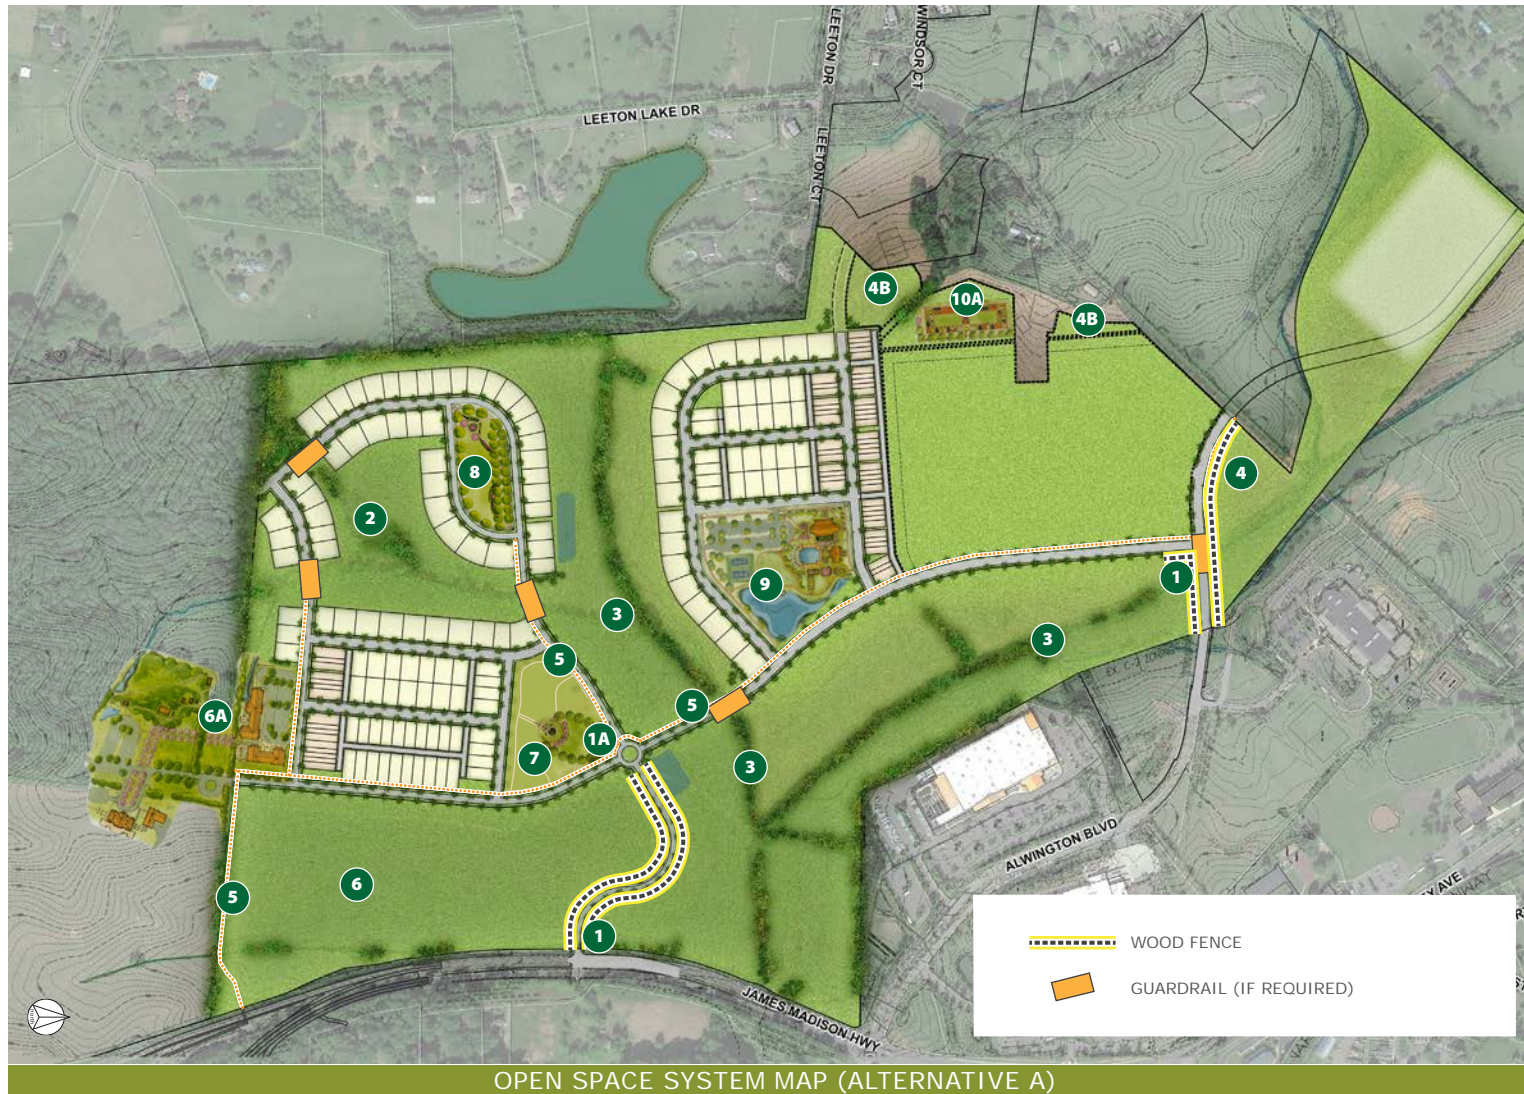 LEETON DR
WINDSOR CT
LEETON LAKE DR
LEETON CT
4B
10A
4B
8
4
2
9
1
3
3
5
5
6A
1A
7
3
ALWINGTON BLVD
5
6
1
AVE
WOOD FENCE
GUARDRAIL (IF REQUIRED)
JAMES MADISON HWY
OPEN SPACE SYSTEM MAP (ALTERNATIVE A)